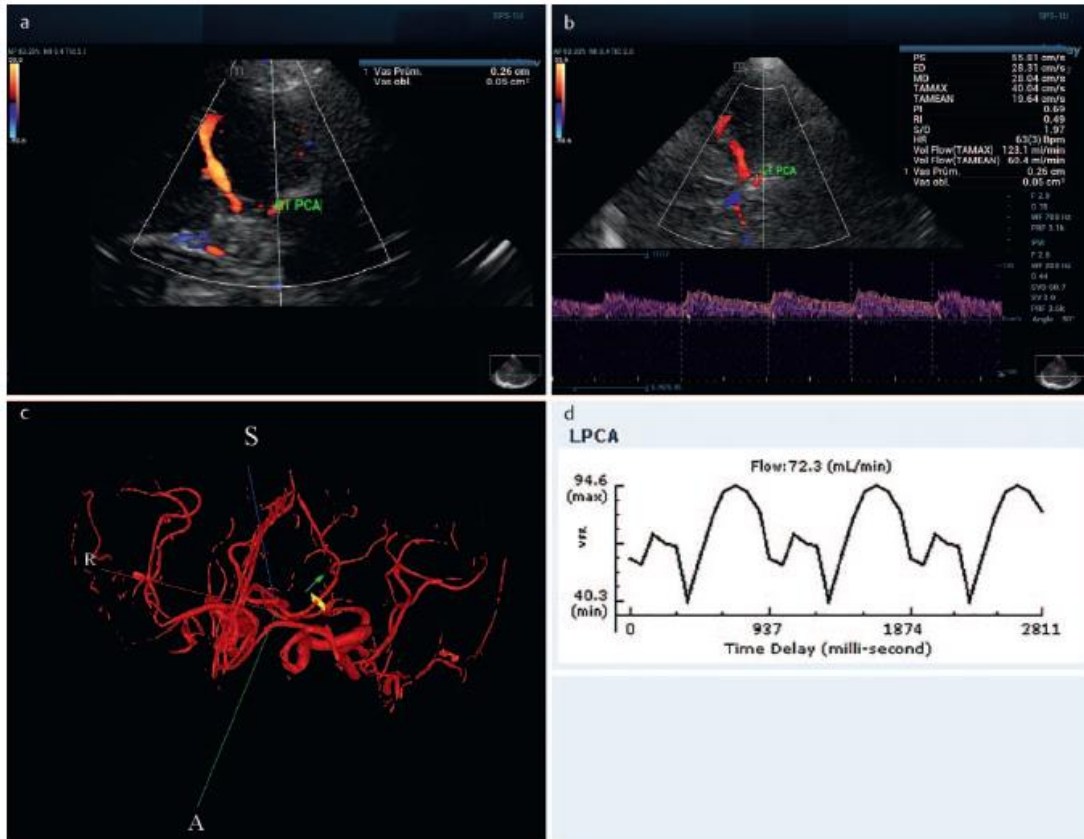 a
m
1 Vas Prům. 0.26 cm
Vas obl. 0.05 cm²
PCA
b
PS 55.81 cm/s
ED 28.31 cm/s
MD 28.04 cm/s
TAMAX 40.04 cm/s
TAMEAN 19.64 cm/s
PI 0.69
RI 0.49
S/D 1.97
HR 63(3) Bpm
Vol Flow(TAMAX) 123.1 ml/min
Vol Flow(TAMEAN) 60.4 ml/min
1 Vas Prům. 0.26 cm
Vas obl. 0.05 cm²
PCA
PW
Angle
c
S
R
A
d
LPCA
Flow: 72.3 (mL/min)
94.6
(max)
VFR
40.3
(min)
0 937 1874 2811
Time Delay (milli-second)